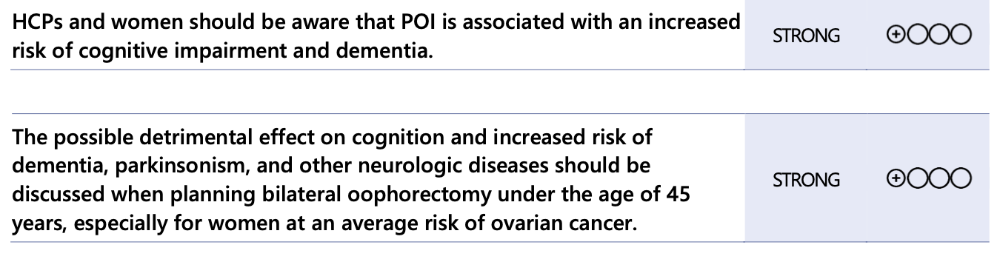 HCPs and women should be aware that POI is associated with an increased
risk of cognitive impairment and dementia.
STRONG ⊕○○○
The possible detrimental effect on cognition and increased risk of
dementia, parkinsonism, and other neurologic diseases should be
discussed when planning bilateral oophorectomy under the age of 45
years, especially for women at an average risk of ovarian cancer.
STRONG ⊕○○○